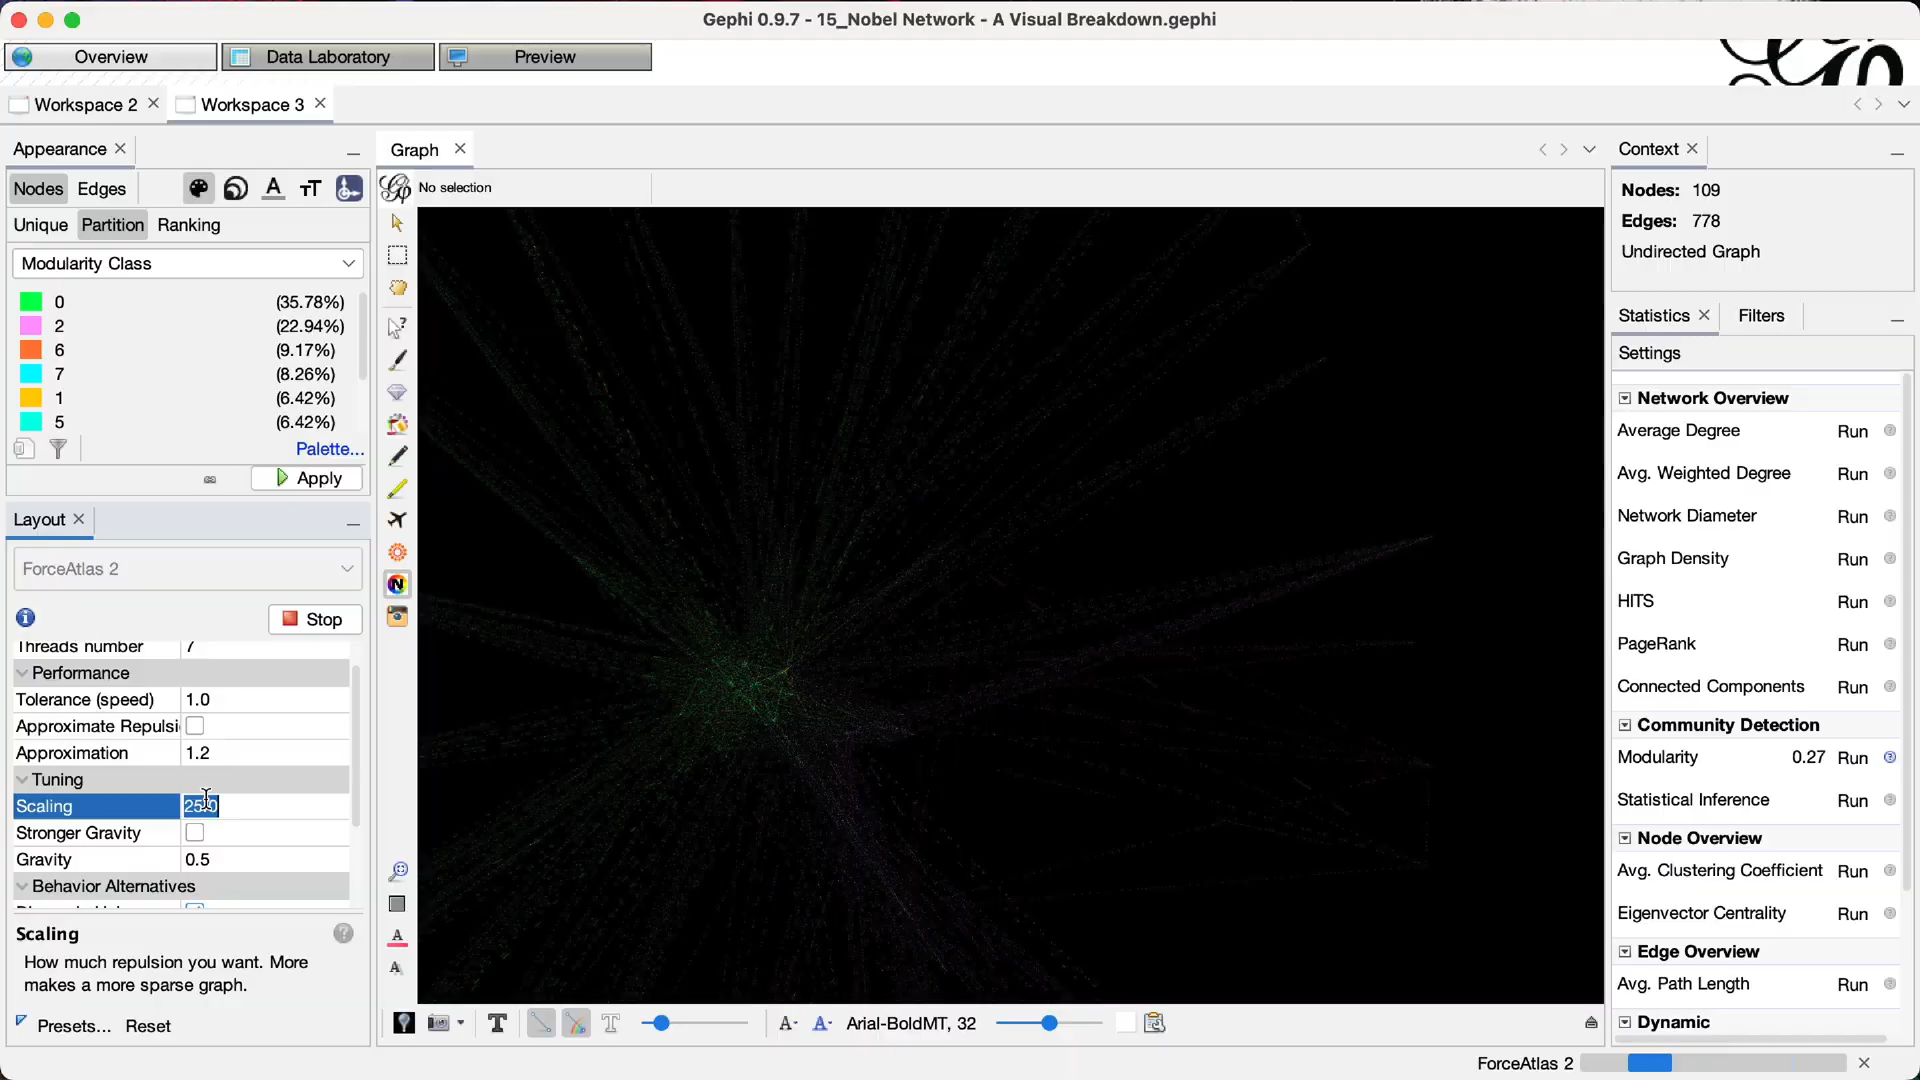 Gephi 0.9.7 - 15_Nobel Network - A Visual Breakdown.gephi
Overview
Data Laboratory
Preview
Workspace 2
Workspace 3
Appearance
Nodes
Edges
Unique
Partition
Ranking
Modularity Class
0 (35.78%)
2 (22.94%)
6 (9.17%)
7 (8.26%)
1 (6.42%)
5 (6.42%)
Palette...
Apply
Layout
ForceAtlas 2
Stop
Threads number 7
Performance
Tolerance (speed) 1.0
Approximate Repulsi
Approximation 1.2
Tuning
Scaling
Stronger Gravity
Gravity 0.5
Behavior Alternatives
Scaling
How much repulsion you want. More
makes a more sparse graph.
Presets... Reset
Graph
No selection
Arial-BoldMT, 32
Context
Nodes: 109
Edges: 778
Undirected Graph
Statistics
Filters
Settings
Network Overview
Average Degree Run
Avg. Weighted Degree Run
Network Diameter Run
Graph Density Run
HITS Run
PageRank Run
Connected Components Run
Community Detection
Modularity 0.27 Run
Statistical Inference Run
Node Overview
Avg. Clustering Coefficient Run
Eigenvector Centrality Run
Edge Overview
Avg. Path Length Run
Dynamic
ForceAtlas 2